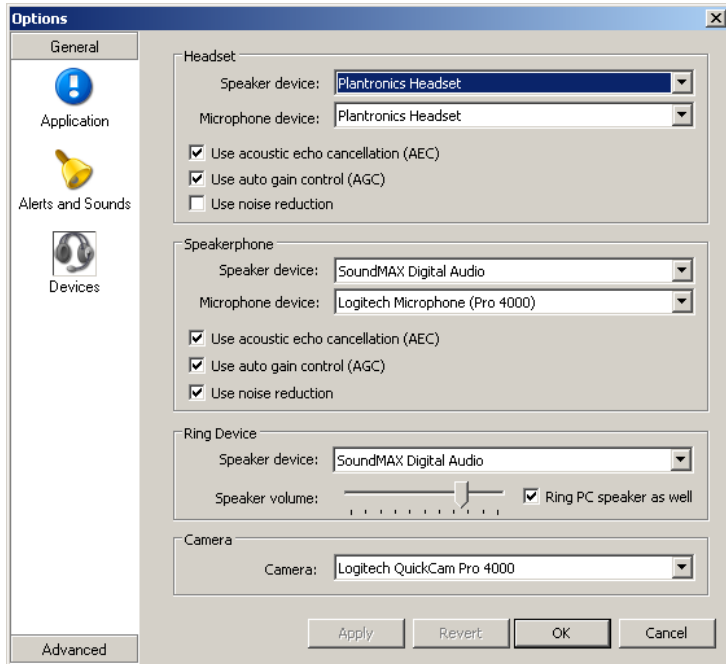 Options
General
Application
Alerts and Sounds
Devices
Advanced
Headset
Speaker device: Plantronics Headset
Microphone device: Plantronics Headset
Use acoustic echo cancellation (AEC)
Use auto gain control (AGC)
Use noise reduction
Speakerphone
Speaker device: SoundMAX Digital Audio
Microphone device: Logitech Microphone (Pro 4000)
Use acoustic echo cancellation (AEC)
Use auto gain control (AGC)
Use noise reduction
Ring Device
Speaker device: SoundMAX Digital Audio
Speaker volume: Ring PC speaker as well
Camera
Camera: Logitech QuickCam Pro 4000
Apply Revert OK Cancel